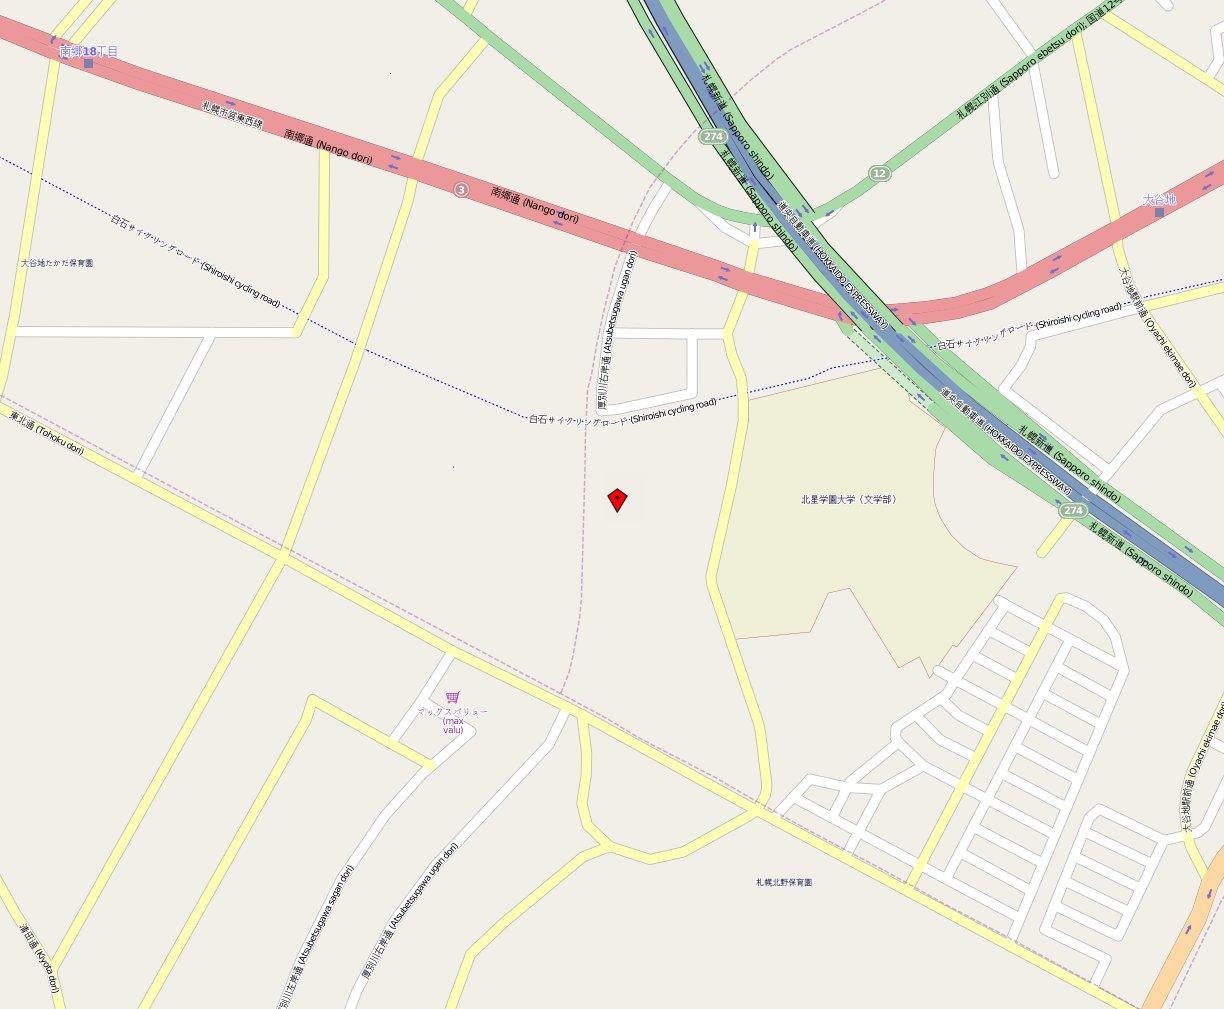 南郷18丁目
札幌市営東西線
南郷通 (Nango dori)
3
南郷通 (Nango dori)
274
札幌新道 (Sapporo shindo)
札幌新道 (Sapporo shindo)
12
札幌江別通 (Sapporo ebetsu dori); 国道12
大谷地
道央自動車道 (HOKKAIDO EXPRESSWAY)
白石サイクリングロード (Shiroishi cycling road)
大谷地たかだ保育園
厚別川右岸通 (Atsubetsugawa ugan dori)
白石サイクリングロード (Shiroishi cycling road)
大谷地駅前通 (Oyachi ekimae dori)
白石サイクリングロード (Shiroishi cycling road)
東北通 (Tohoku dori)
道央自動車道 (HOKKAIDO EXPRESSWAY)
札幌新道 (Sapporo shindo)
北星学園大学（文学部）
274
札幌新道 (Sapporo shindo)
マックスバリュー
(max
valu)
大谷地駅前通 (Oyachi ekimae dori)
札幌北野保育園
清田通 (Kiyota dori)
別川左岸通 (Atsubetsugawa sagan dori)
厚別川右岸通 (Atsubetsugawa ugan dori)